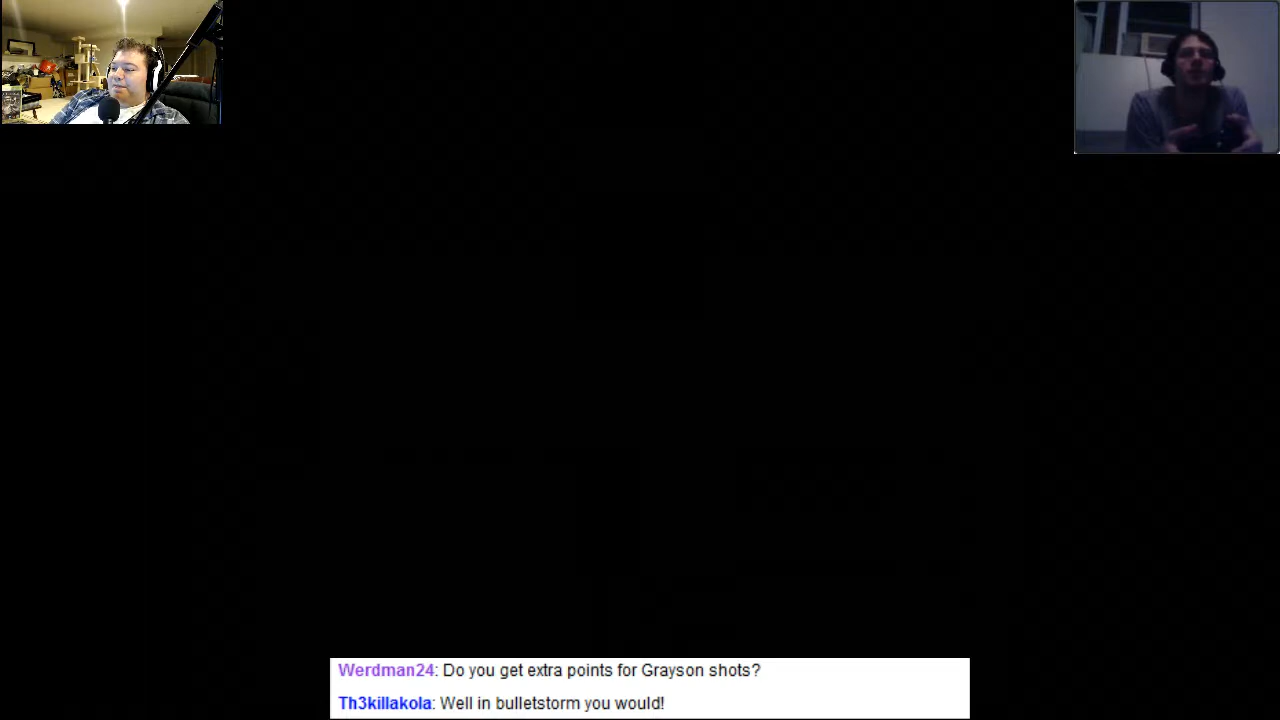 Werdman24: Do you get extra points for Grayson shots?
Th3killakola: Well in bulletstorm you would!